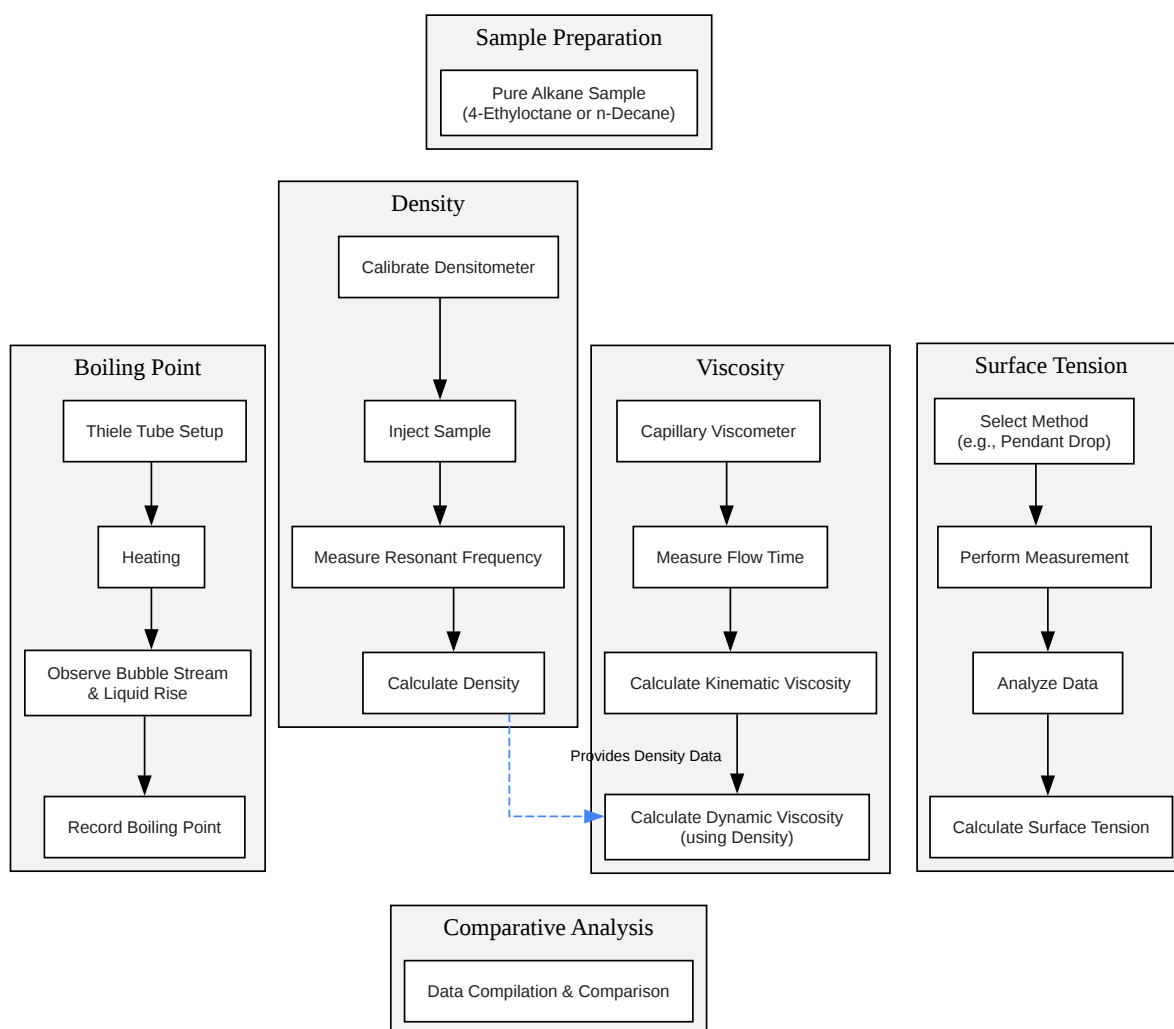 Sample Preparation
Pure Alkane Sample
(4-Ethyloctane or n-Decane)
Density
Calibrate Densitometer
Inject Sample
Measure Resonant Frequency
Calculate Density
Boiling Point
Thiele Tube Setup
Heating
Observe Bubble Stream
& Liquid Rise
Record Boiling Point
Viscosity
Capillary Viscometer
Measure Flow Time
Calculate Kinematic Viscosity
Provides Density Data
Calculate Dynamic Viscosity
(using Density)
Surface Tension
Select Method
(e.g., Pendant Drop)
Perform Measurement
Analyze Data
Calculate Surface Tension
Comparative Analysis
Data Compilation & Comparison